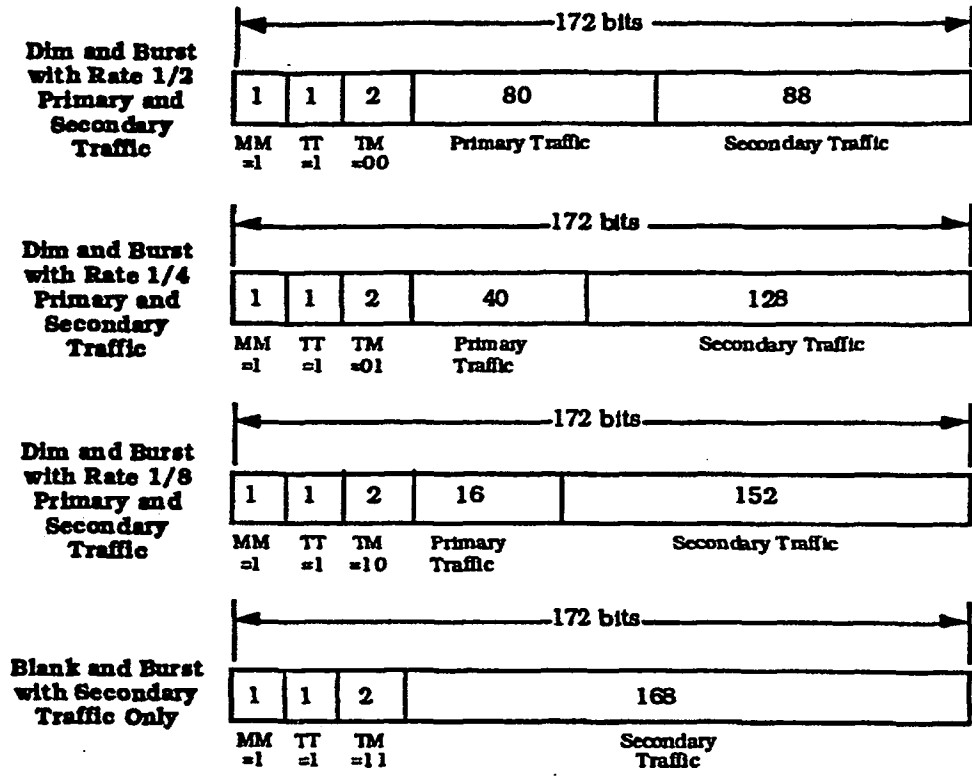 172 bits
Dim and Burst
with Rate 1/2
Primary and
Secondary
Traffic
1 1 2 80 88
MM TT TM Primary Traffic Secondary Traffic
=1 =1 =00
172 bits
Dim and Burst
with Rate 1/4
Primary and
Secondary
Traffic
1 1 2 40 128
MM TT TM Primary Secondary Traffic
=1 =1 =01 Traffic
172 bits
Dim and Burst
with Rate 1/8
Primary and
Secondary
Traffic
1 1 2 16 152
MM TT TM Primary Secondary Traffic
=1 =1 =10 Traffic
172 bits
Blank and Burst
with Secondary
Traffic Only
1 1 2 168
MM TT TM Secondary
=1 =1 =11 Traffic